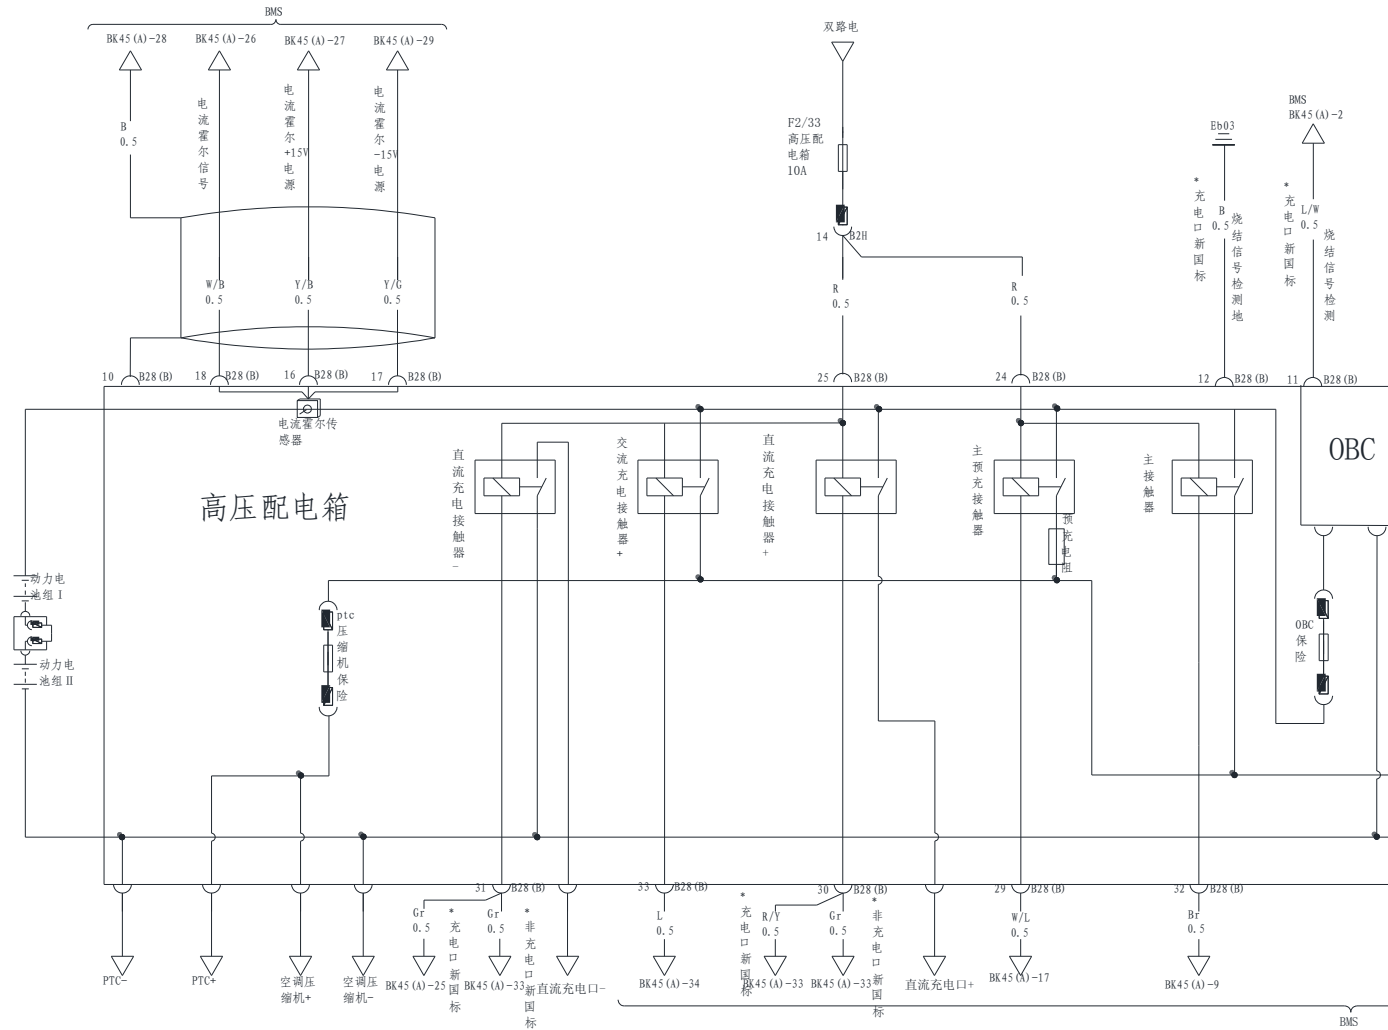 BMS
BK45(A)-28
BK45(A)-26
BK45(A)-27
BK45(A)-29
B
0.5
电流霍尔信号
电流霍尔+15V电源
电流霍尔-15V电源
W/B
0.5
Y/B
0.5
Y/G
0.5
双路电
F2/33
高压配
电箱
10A
14
B2H
R
0.5
R
0.5
Eb03
*充电口新国标
B
0.5
烧结信号检测地
BMS
BK45(A)-2
*充电口新国标
L/W
0.5
烧结信号检测
10
B28(B)
18
B28(B)
16
B28(B)
17
B28(B)
25
B28(B)
24
B28(B)
12
B28(B)
11
B28(B)
电流霍尔传
感器
高压配电箱
直流充电接触器-
交流充电接触器+
直流充电接触器+
主预充接触器
预充电阻
主接触器
OBC
动力电
池组Ⅰ
动力电
池组Ⅱ
ptc
压缩机保险
OBC
保险
31
B28(B)
33
B28(B)
30
B28(B)
29
B28(B)
32
B28(B)
Gr
0.5
*充电口新国标
Gr
0.5
*非充电口新国标
L
0.5
*充电口新国标
R/Y
0.5
Gr
0.5
*非充电口新国标
W/L
0.5
Br
0.5
PTC-
PTC+
空调压
缩机+
空调压
缩机-
BK45(A)-25
BK45(A)-33
直流充电口-
BK45(A)-34
BK45(A)-33
BK45(A)-33
直流充电口+
BK45(A)-17
BK45(A)-9
BMS